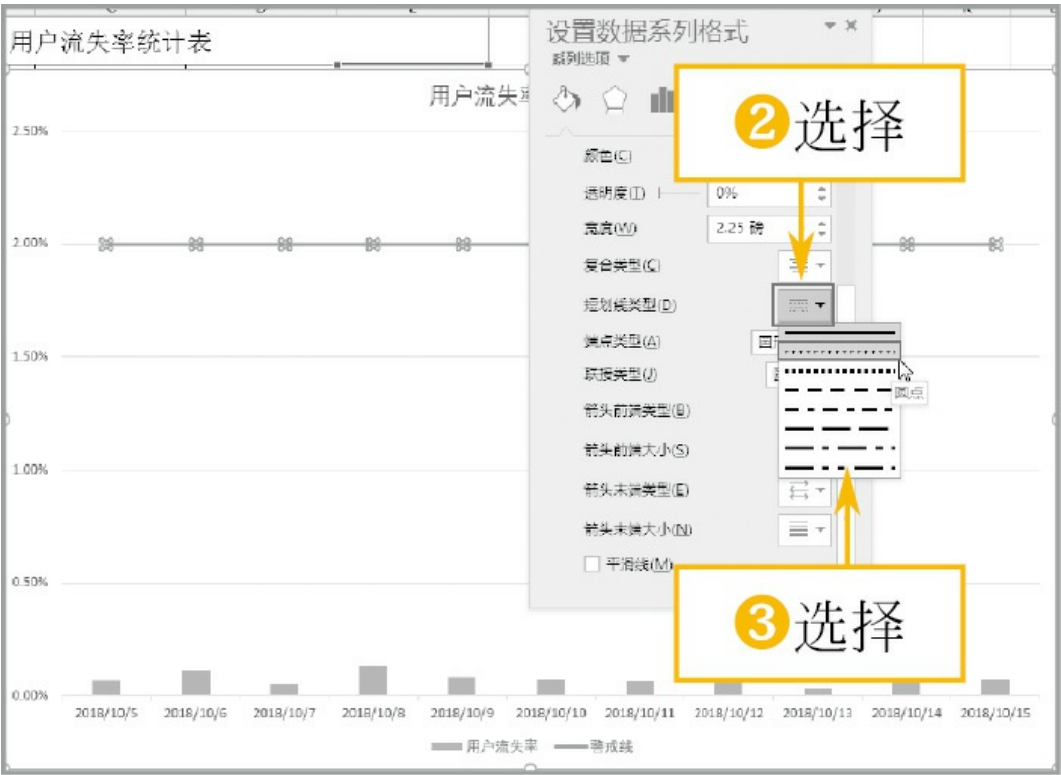 用户流失率统计表
设置数据系列格式
系列选项
用户流失率
❷选择
2.50%
颜色(C)
透明度(T) 0%
宽度(W) 2.25 磅
2.00%
复合类型(C)
短划线类型(D)
端点类型(A)
1.50%
联接类型(J)
圆点
箭头前端类型(B)
箭头前端大小(S)
1.00%
箭头末端类型(E)
箭头末端大小(N)
平滑线(M)
0.50%
❸选择
0.00%
2018/10/5 2018/10/6 2018/10/7 2018/10/8 2018/10/9 2018/10/10 2018/10/11 2018/10/12 2018/10/13 2018/10/14 2018/10/15
用户流失率 警戒线